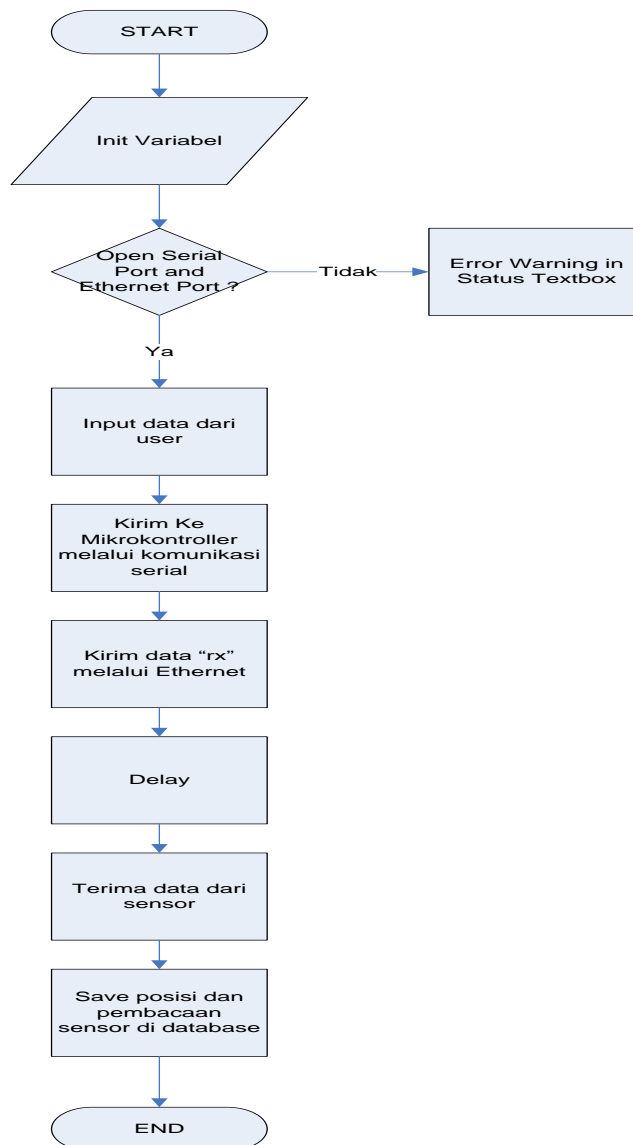 START
Init Variabel
Open Serial
Port and
Ethernet Port ?
Tidak
Error Warning in
Status Textbox
Ya
Input data dari
user
Kirim Ke
Mikrokontroller
melalui komunikasi
serial
Kirim data “rx”
melalui Ethernet
Delay
Terima data dari
sensor
Save posisi dan
pembacaan
sensor di database
END